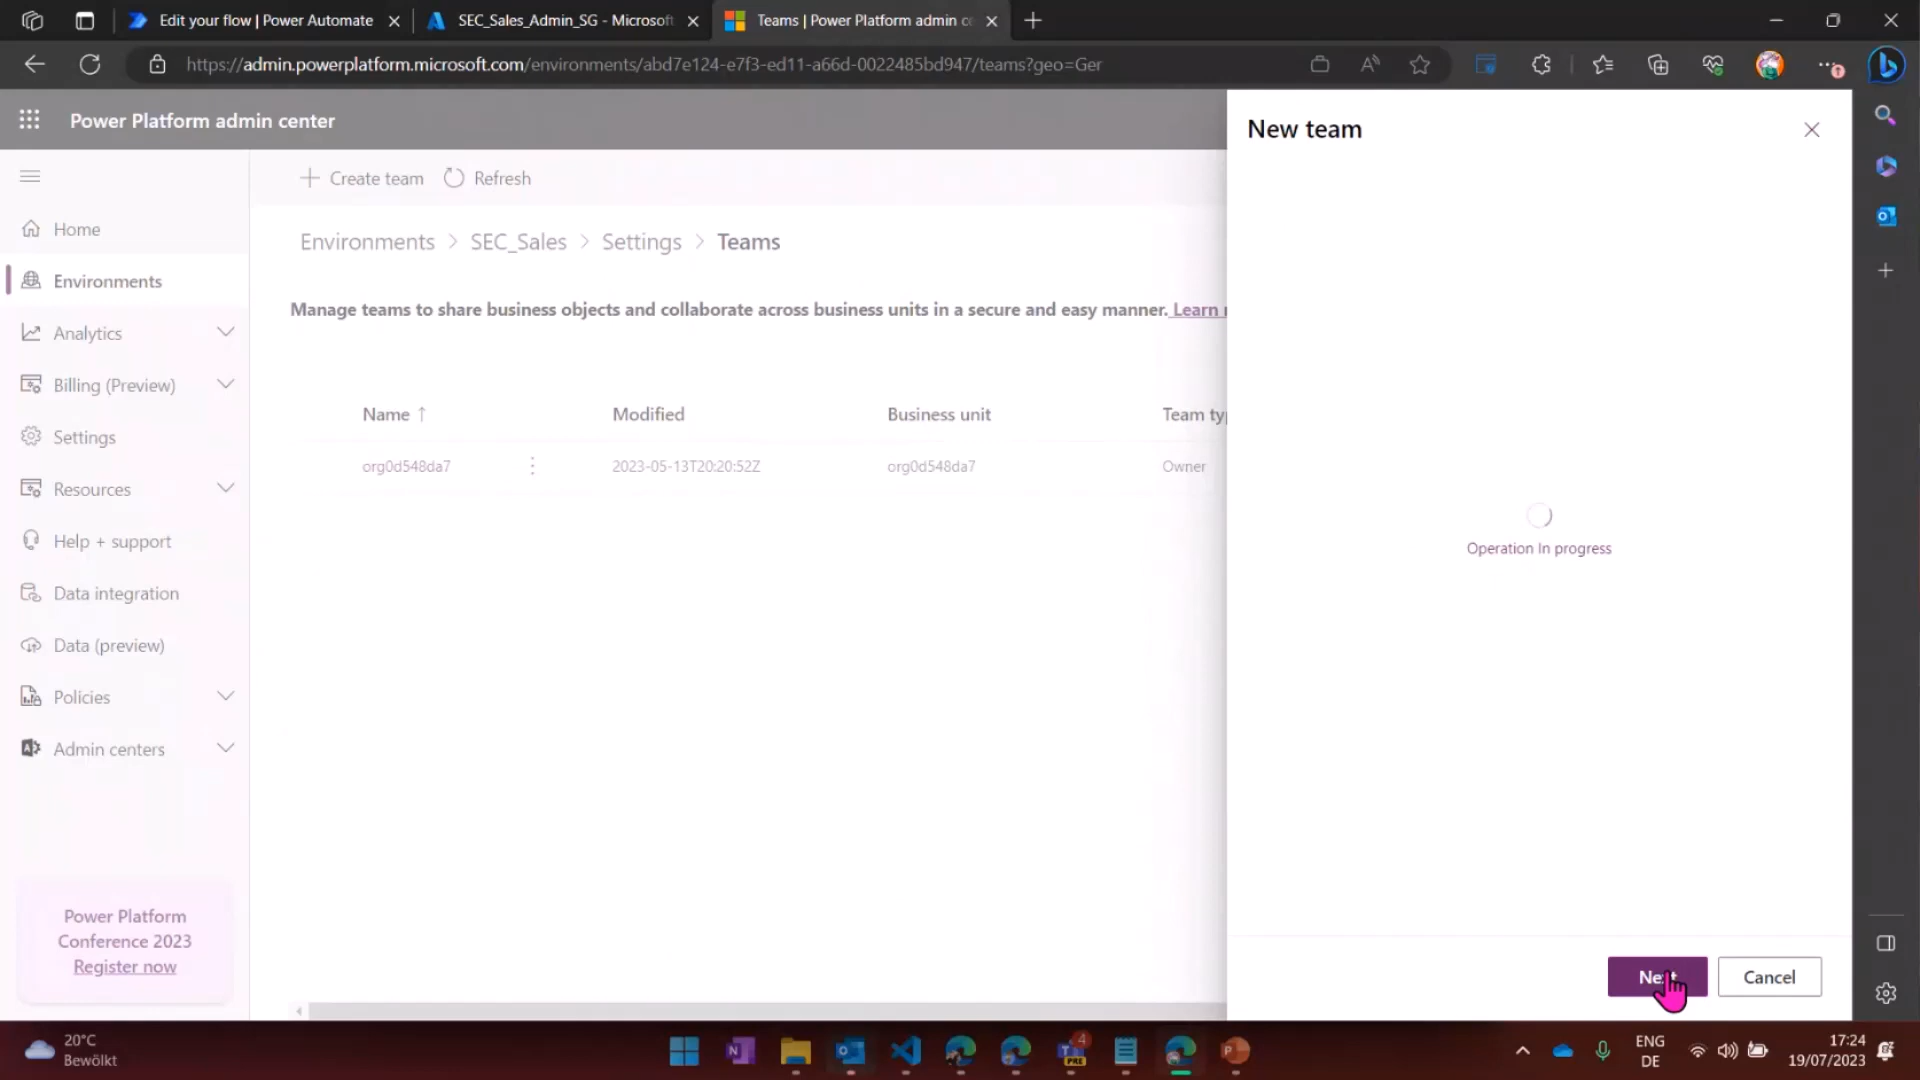 Edit your flow | Power Automate
SEC_Sales_Admin_SG - Microsoft
Teams | Power Platform admin ce
https://admin.powerplatform.microsoft.com/environments/abd7e124-e7f3-ed11-a66d-0022485bd947/teams?geo=Ger
Power Platform admin center
New team
Create team
Refresh
Home
Environments > SEC_Sales > Settings > Teams
Environments
Manage teams to share business objects and collaborate across business units in a secure and easy manner. Learn
Analytics
Billing (Preview)
Name ↑
Modified
Business unit
Team ty
Settings
org0d548da7
2023-05-13T20:20:52Z
org0d548da7
Owner
Resources
Help + support
Operation In progress
Data integration
Data (preview)
Policies
Admin centers
Power Platform
Conference 2023
Register now
Next
Cancel
20°C
Bewölkt
4
PRE
ENG
DE
17:24
19/07/2023